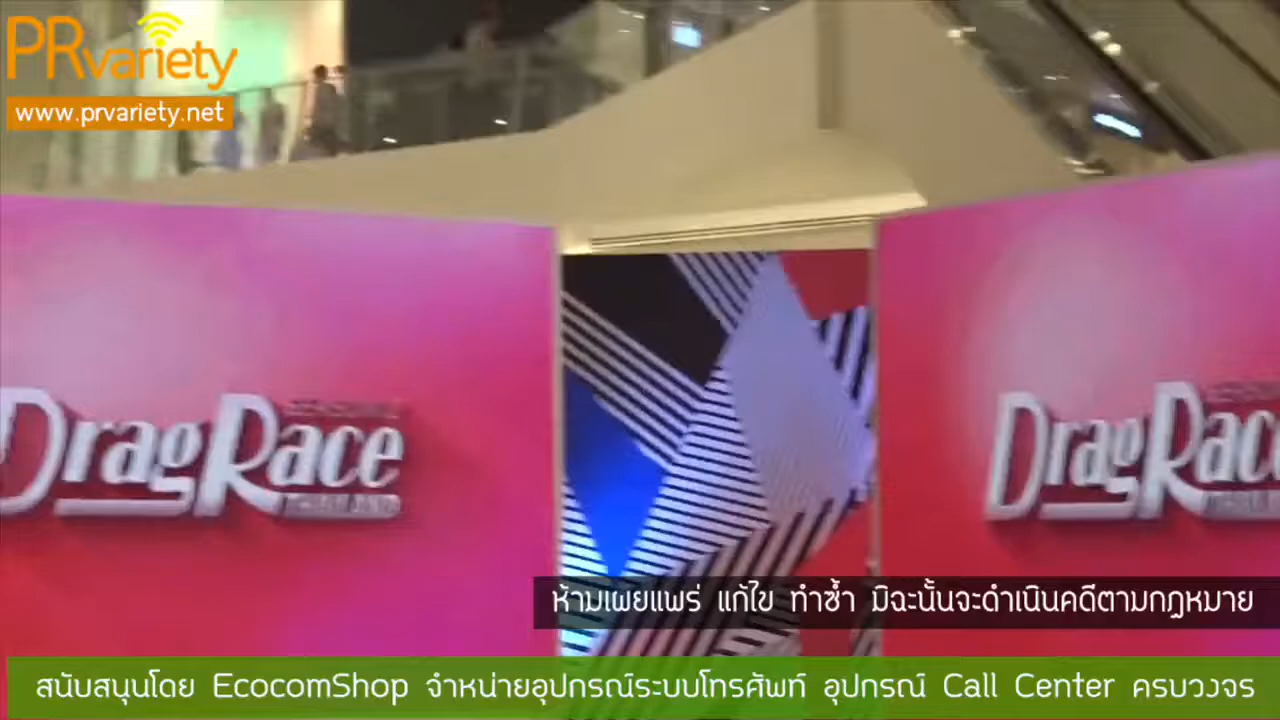 PRvariety
www.prvariety.net
DragRace
THAILAND
DragRace
ห้ามเผยแพร่ แก้ไข ทำซ้ำ มิฉะนั้นจะดำเนินคดีตามกฎหมาย
สนับสนุนโดย EcocomShop จำหน่ายอุปกรณ์ระบบโทรศัพท์ อุปกรณ์ Call Center ครบวงจร